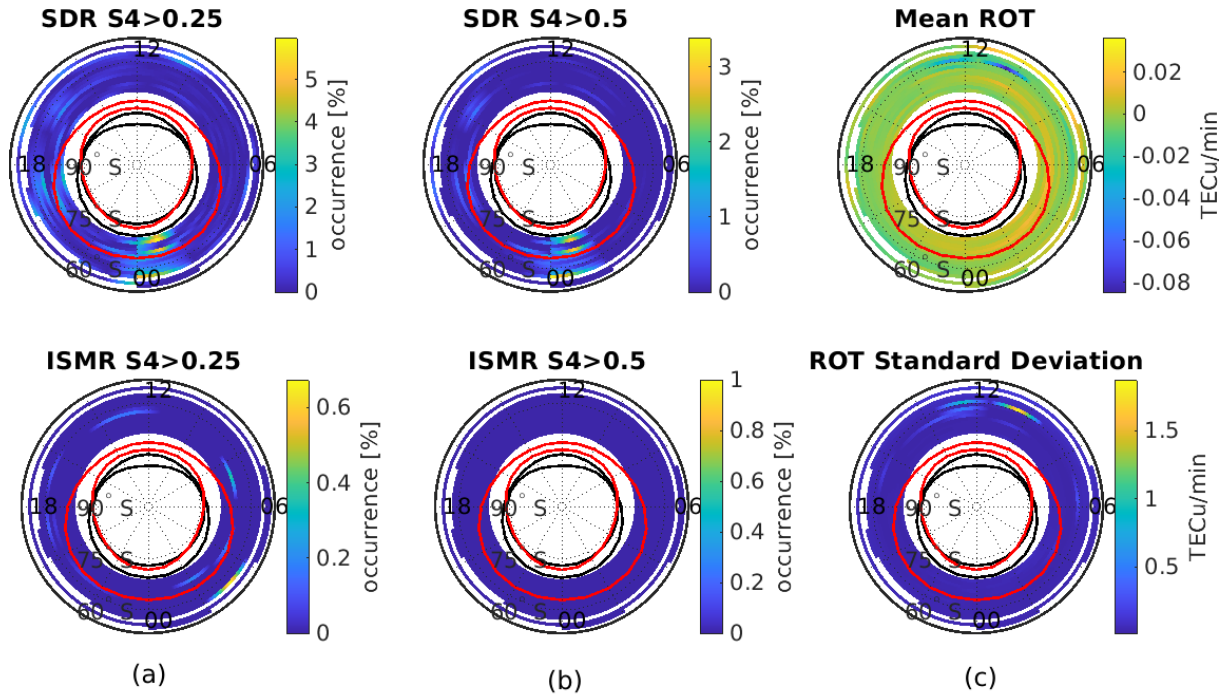 SDR S4>0.25
12
18
06
90° S
75° S
60° S
00
5
4
3
2
1
0
occurrence [%]
SDR S4>0.5
12
18
06
90° S
75° S
60° S
00
3
2
1
0
occurrence [%]
Mean ROT
12
18
06
90° S
75° S
60° S
00
0.02
0
-0.02
-0.04
-0.06
-0.08
TECu/min
ISMR S4>0.25
12
18
06
90° S
75° S
60° S
00
0.6
0.4
0.2
0
occurrence [%]
ISMR S4>0.5
12
18
06
90° S
75° S
60° S
00
1
0.8
0.6
0.4
0.2
0
occurrence [%]
ROT Standard Deviation
12
18
06
90° S
75° S
60° S
00
1.5
1
0.5
TECu/min
(a)
(b)
(c)